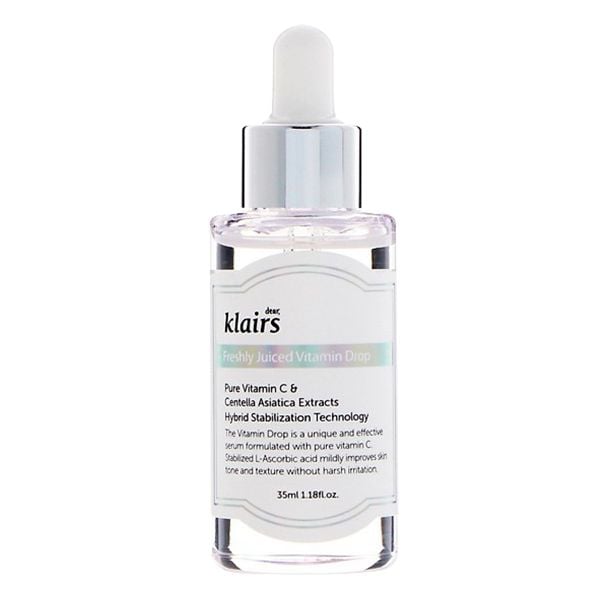 dear,
klairs
Freshly Juiced Vitamin Drop
Pure Vitamin C &
Centella Asiatica Extracts
Hybrid Stabilization Technology
The Vitamin Drop is a unique and effective
serum formulated with pure vitamin C.
Stabilized L-Ascorbic acid mildly improves skin
tone and texture without harsh irritation.
35ml 1.18fl.oz.